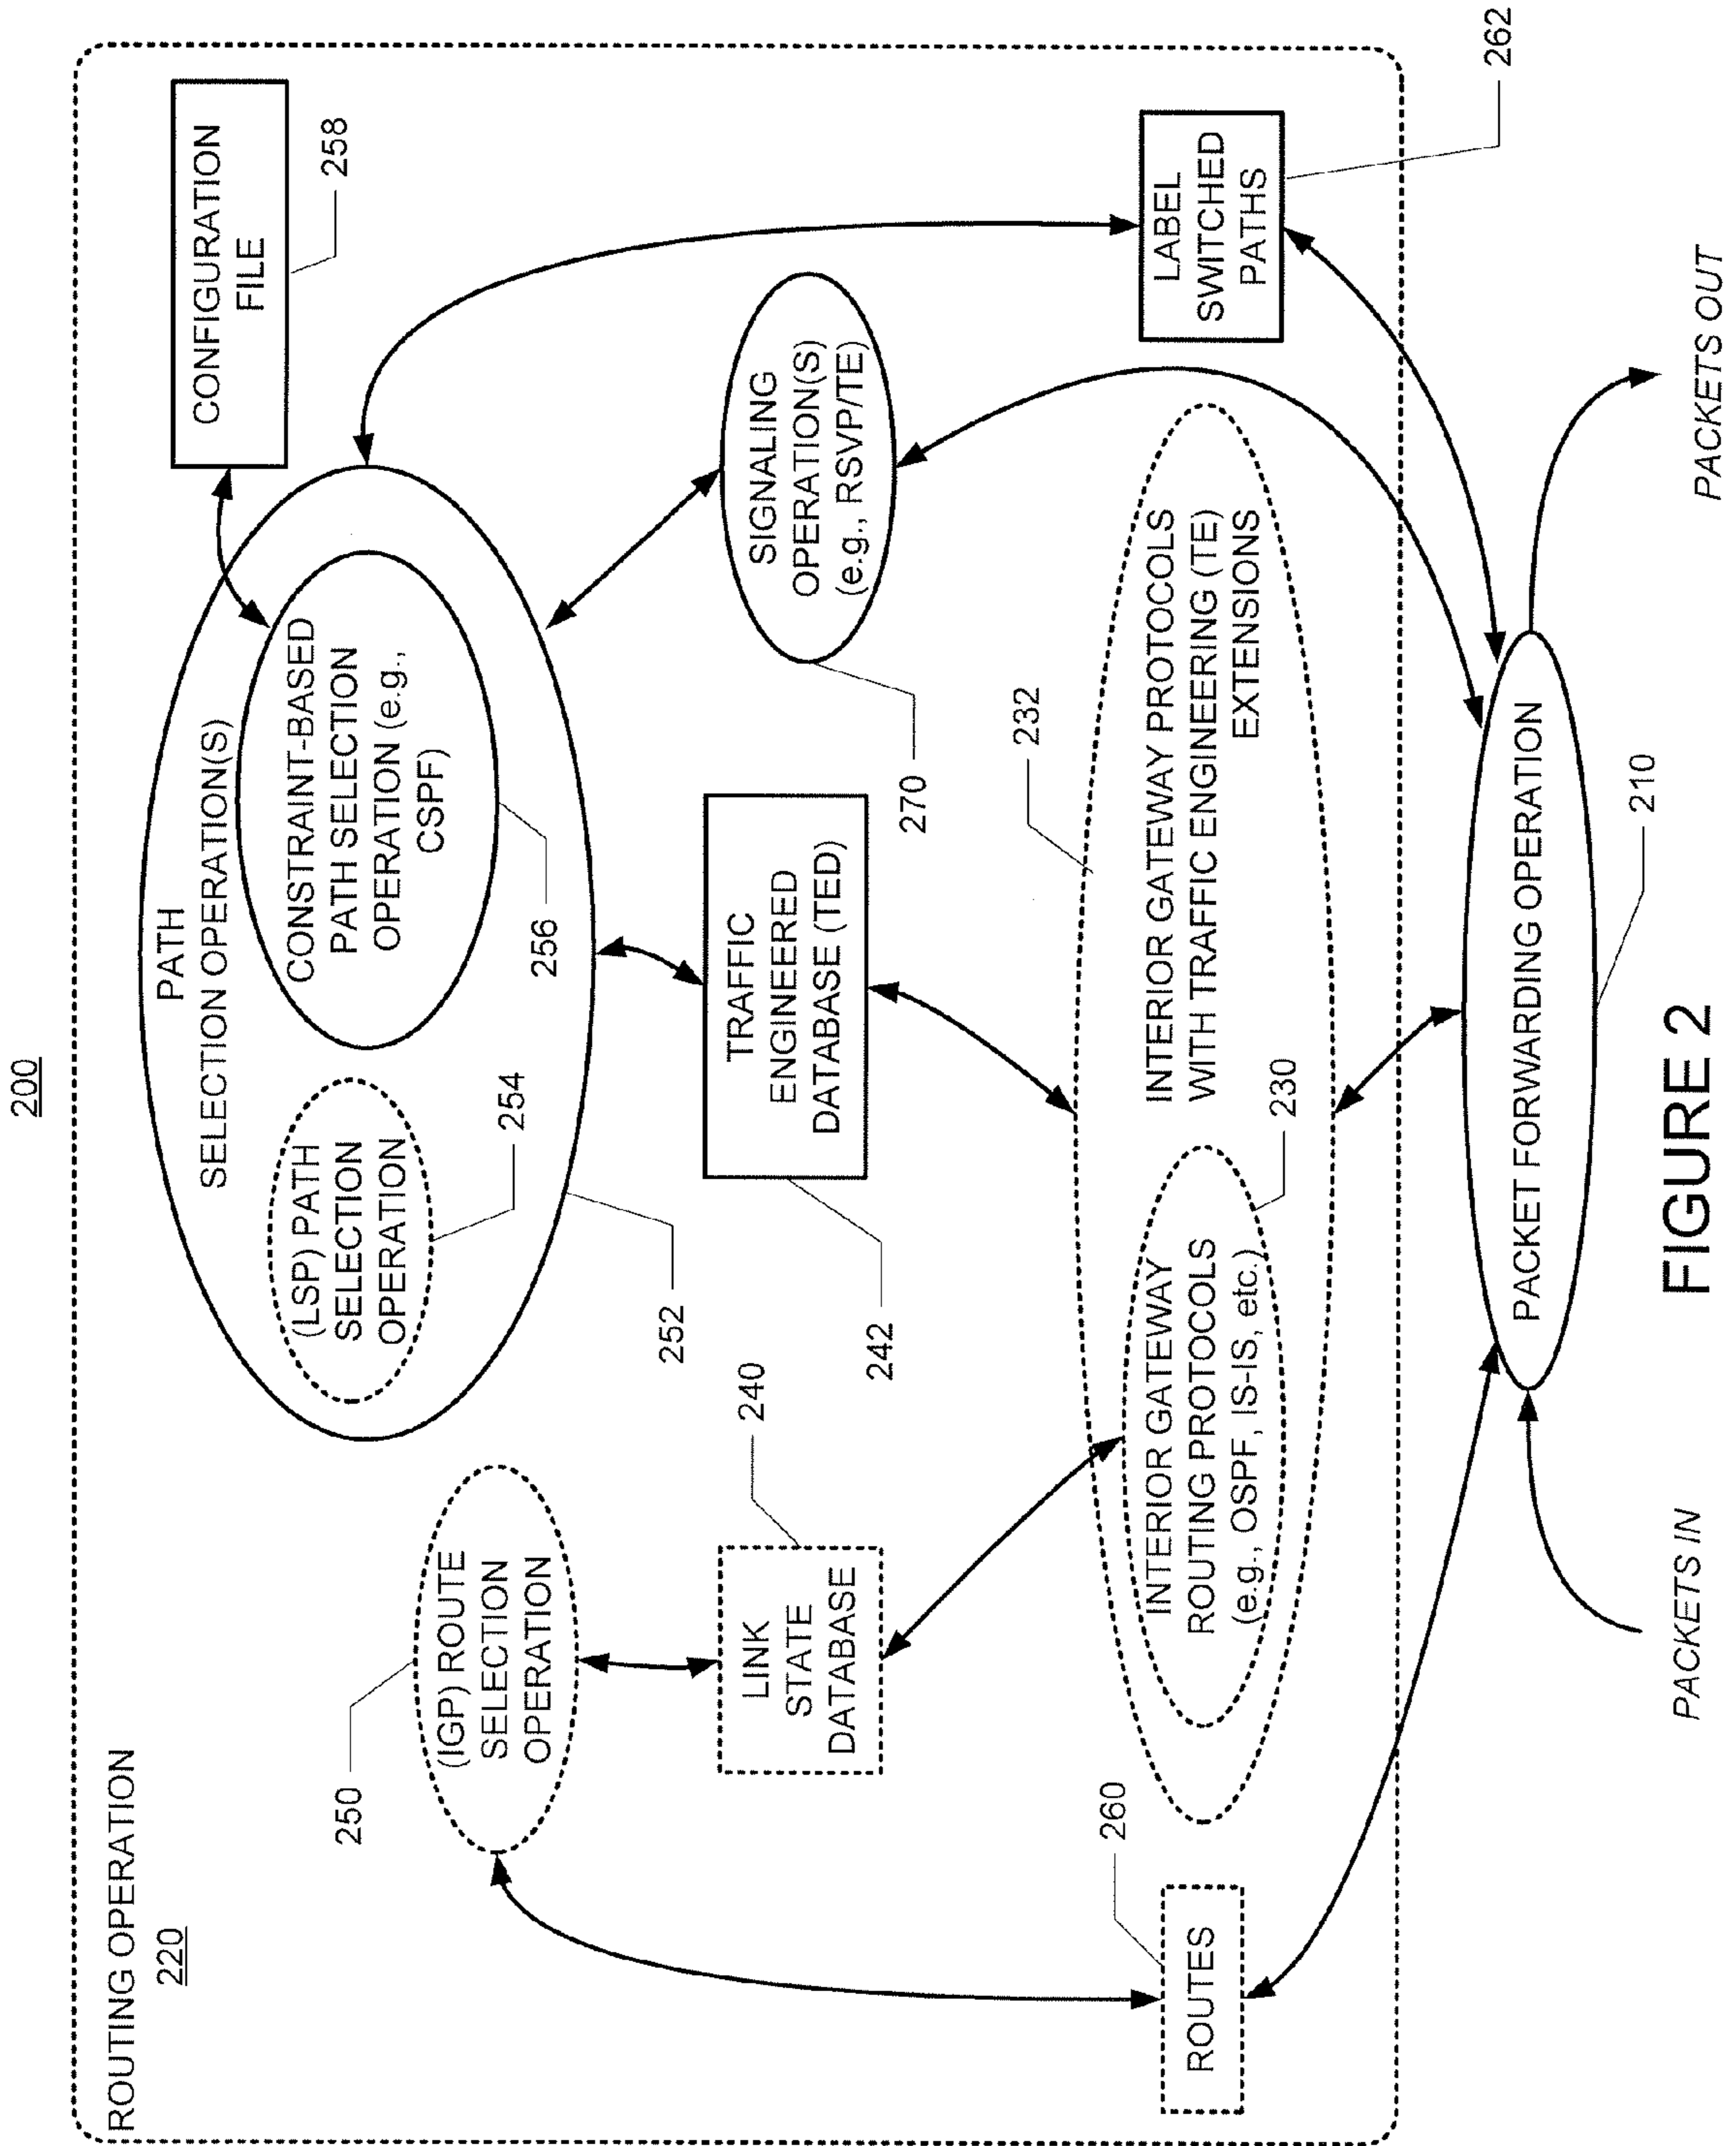 200
ROUTING OPERATION
220
PATH
SELECTION OPERATION(S)
CONFIGURATION
FILE
258
(LSP) PATH
SELECTION
OPERATION
254
CONSTRAINT-BASED
PATH SELECTION
OPERATION (e.g.,
CSPF)
256
252
250
(IGP) ROUTE
SELECTION
OPERATION
240
LINK
STATE
DATABASE
TRAFFIC
ENGINEERED
DATABASE (TED)
242
SIGNALING
OPERATION(S)
(e.g., RSVP/TE)
270
232
INTERIOR GATEWAY PROTOCOLS
WITH TRAFFIC ENGINEERING (TE)
EXTENSIONS
INTERIOR GATEWAY
ROUTING PROTOCOLS
(e.g., OSPF, IS-IS, etc.)
230
260
ROUTES
LABEL
SWITCHED
PATHS
262
PACKET FORWARDING OPERATION
210
PACKETS IN
PACKETS OUT
FIGURE 2